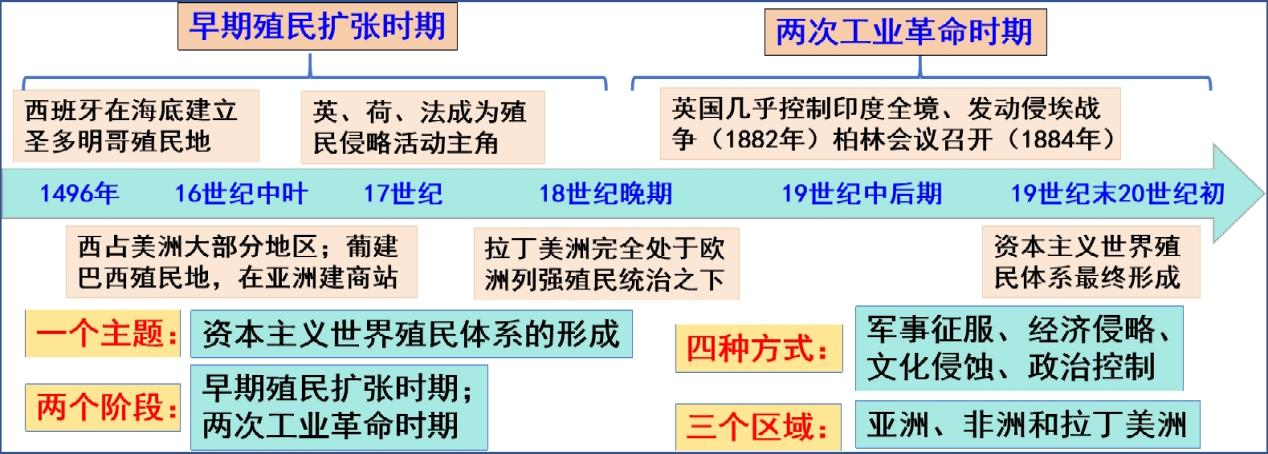 早期殖民扩张时期
两次工业革命时期
西班牙在海底建立
圣多明哥殖民地
英、荷、法成为殖
民侵略活动主角
英国几乎控制印度全境、发动侵埃战
争（1882年）柏林会议召开（1884年）
1496年
16世纪中叶
17世纪
18世纪晚期
19世纪中后期
19世纪末20世纪初
西占美洲大部分地区；葡建
巴西殖民地，在亚洲建商站
拉丁美洲完全处于欧
洲列强殖民统治之下
资本主义世界殖
民体系最终形成
一个主题：
资本主义世界殖民体系的形成
两个阶段：
早期殖民扩张时期；
两次工业革命时期
四种方式：
军事征服、经济侵略、
文化侵蚀、政治控制
三个区域：
亚洲、非洲和拉丁美洲